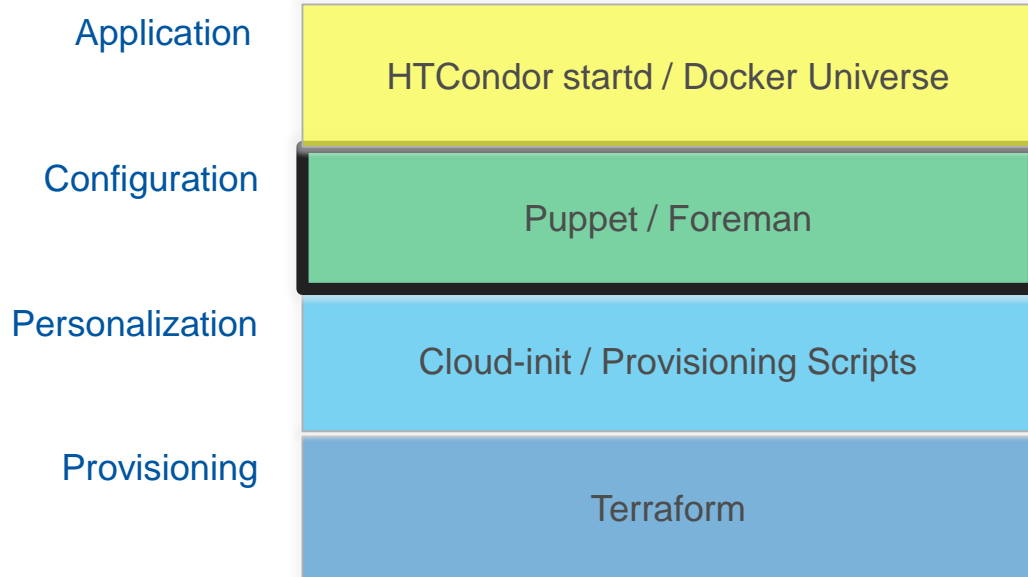 Application
HTCondor startd / Docker Universe
Configuration
Puppet / Foreman
Personalization
Cloud-init / Provisioning Scripts
Provisioning
Terraform